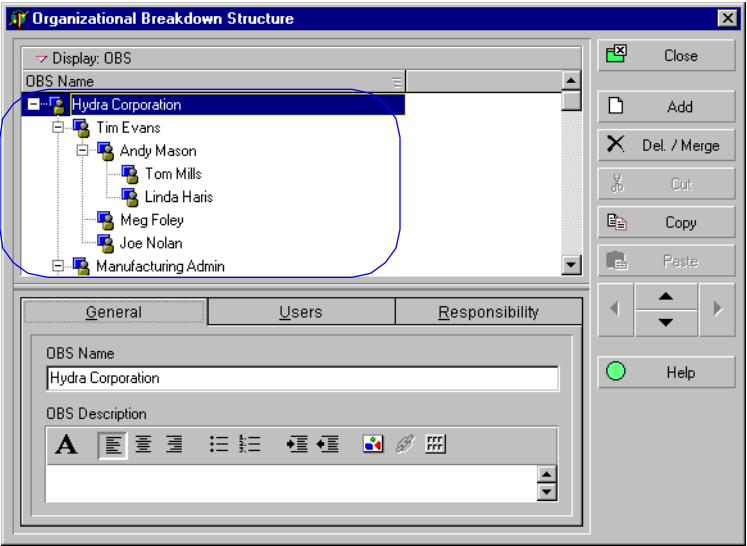 Organizational Breakdown Structure
Display: OBS
OBS Name
Hydra Corporation
Tim Evans
Andy Mason
Tom Mills
Linda Haris
Meg Foley
Joe Nolan
Manufacturing Admin
General Users Responsibility
OBS Name
Hydra Corporation
OBS Description
A
Close
Add
Del. / Merge
Cut
Copy
Paste
Help